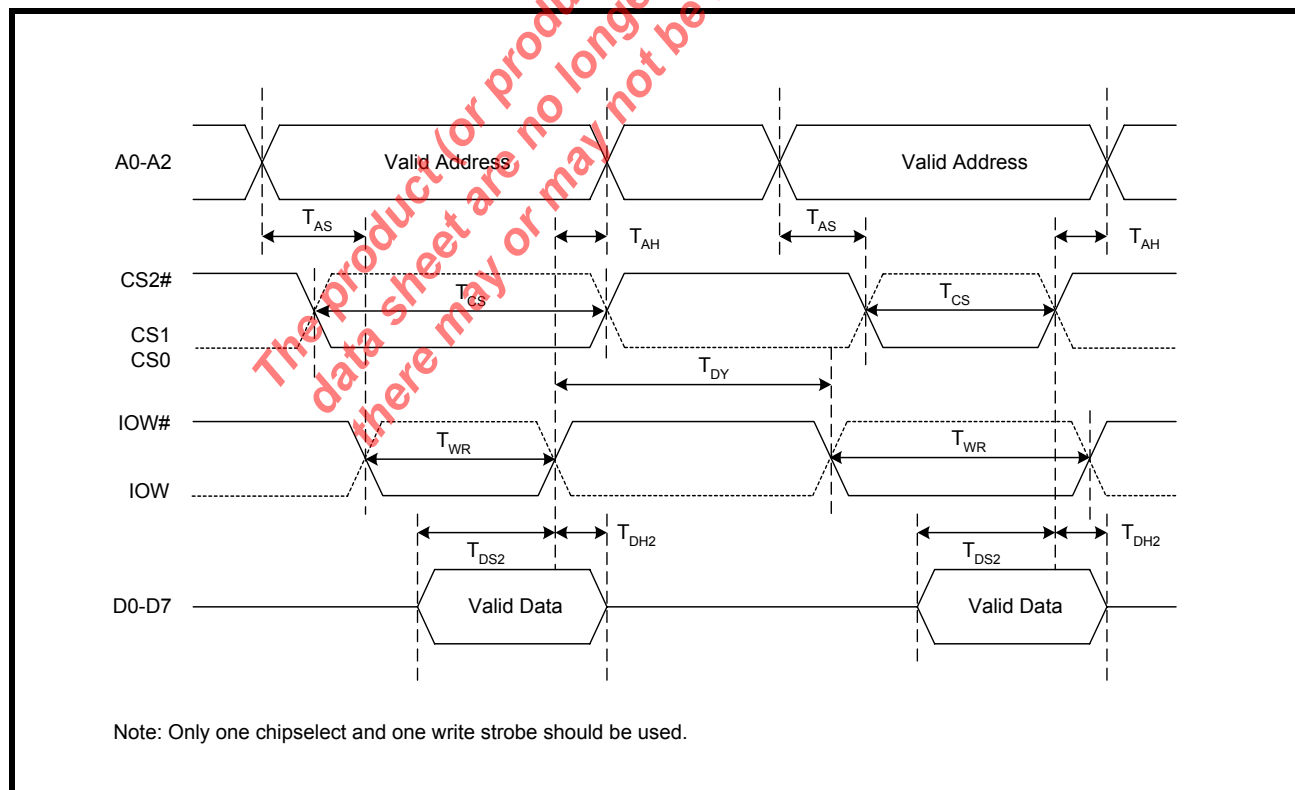 The product (or produ
data sheet are no longe
there may or may not be
A0-A2
Valid Address
Valid Address
TAS
TAH
TAS
TAH
CS2#
TCS
TCS
CS1
CS0
TDY
IOW#
TWR
TWR
IOW
TDS2
TDH2
TDS2
TDH2
D0-D7
Valid Data
Valid Data
Note: Only one chipselect and one write strobe should be used.